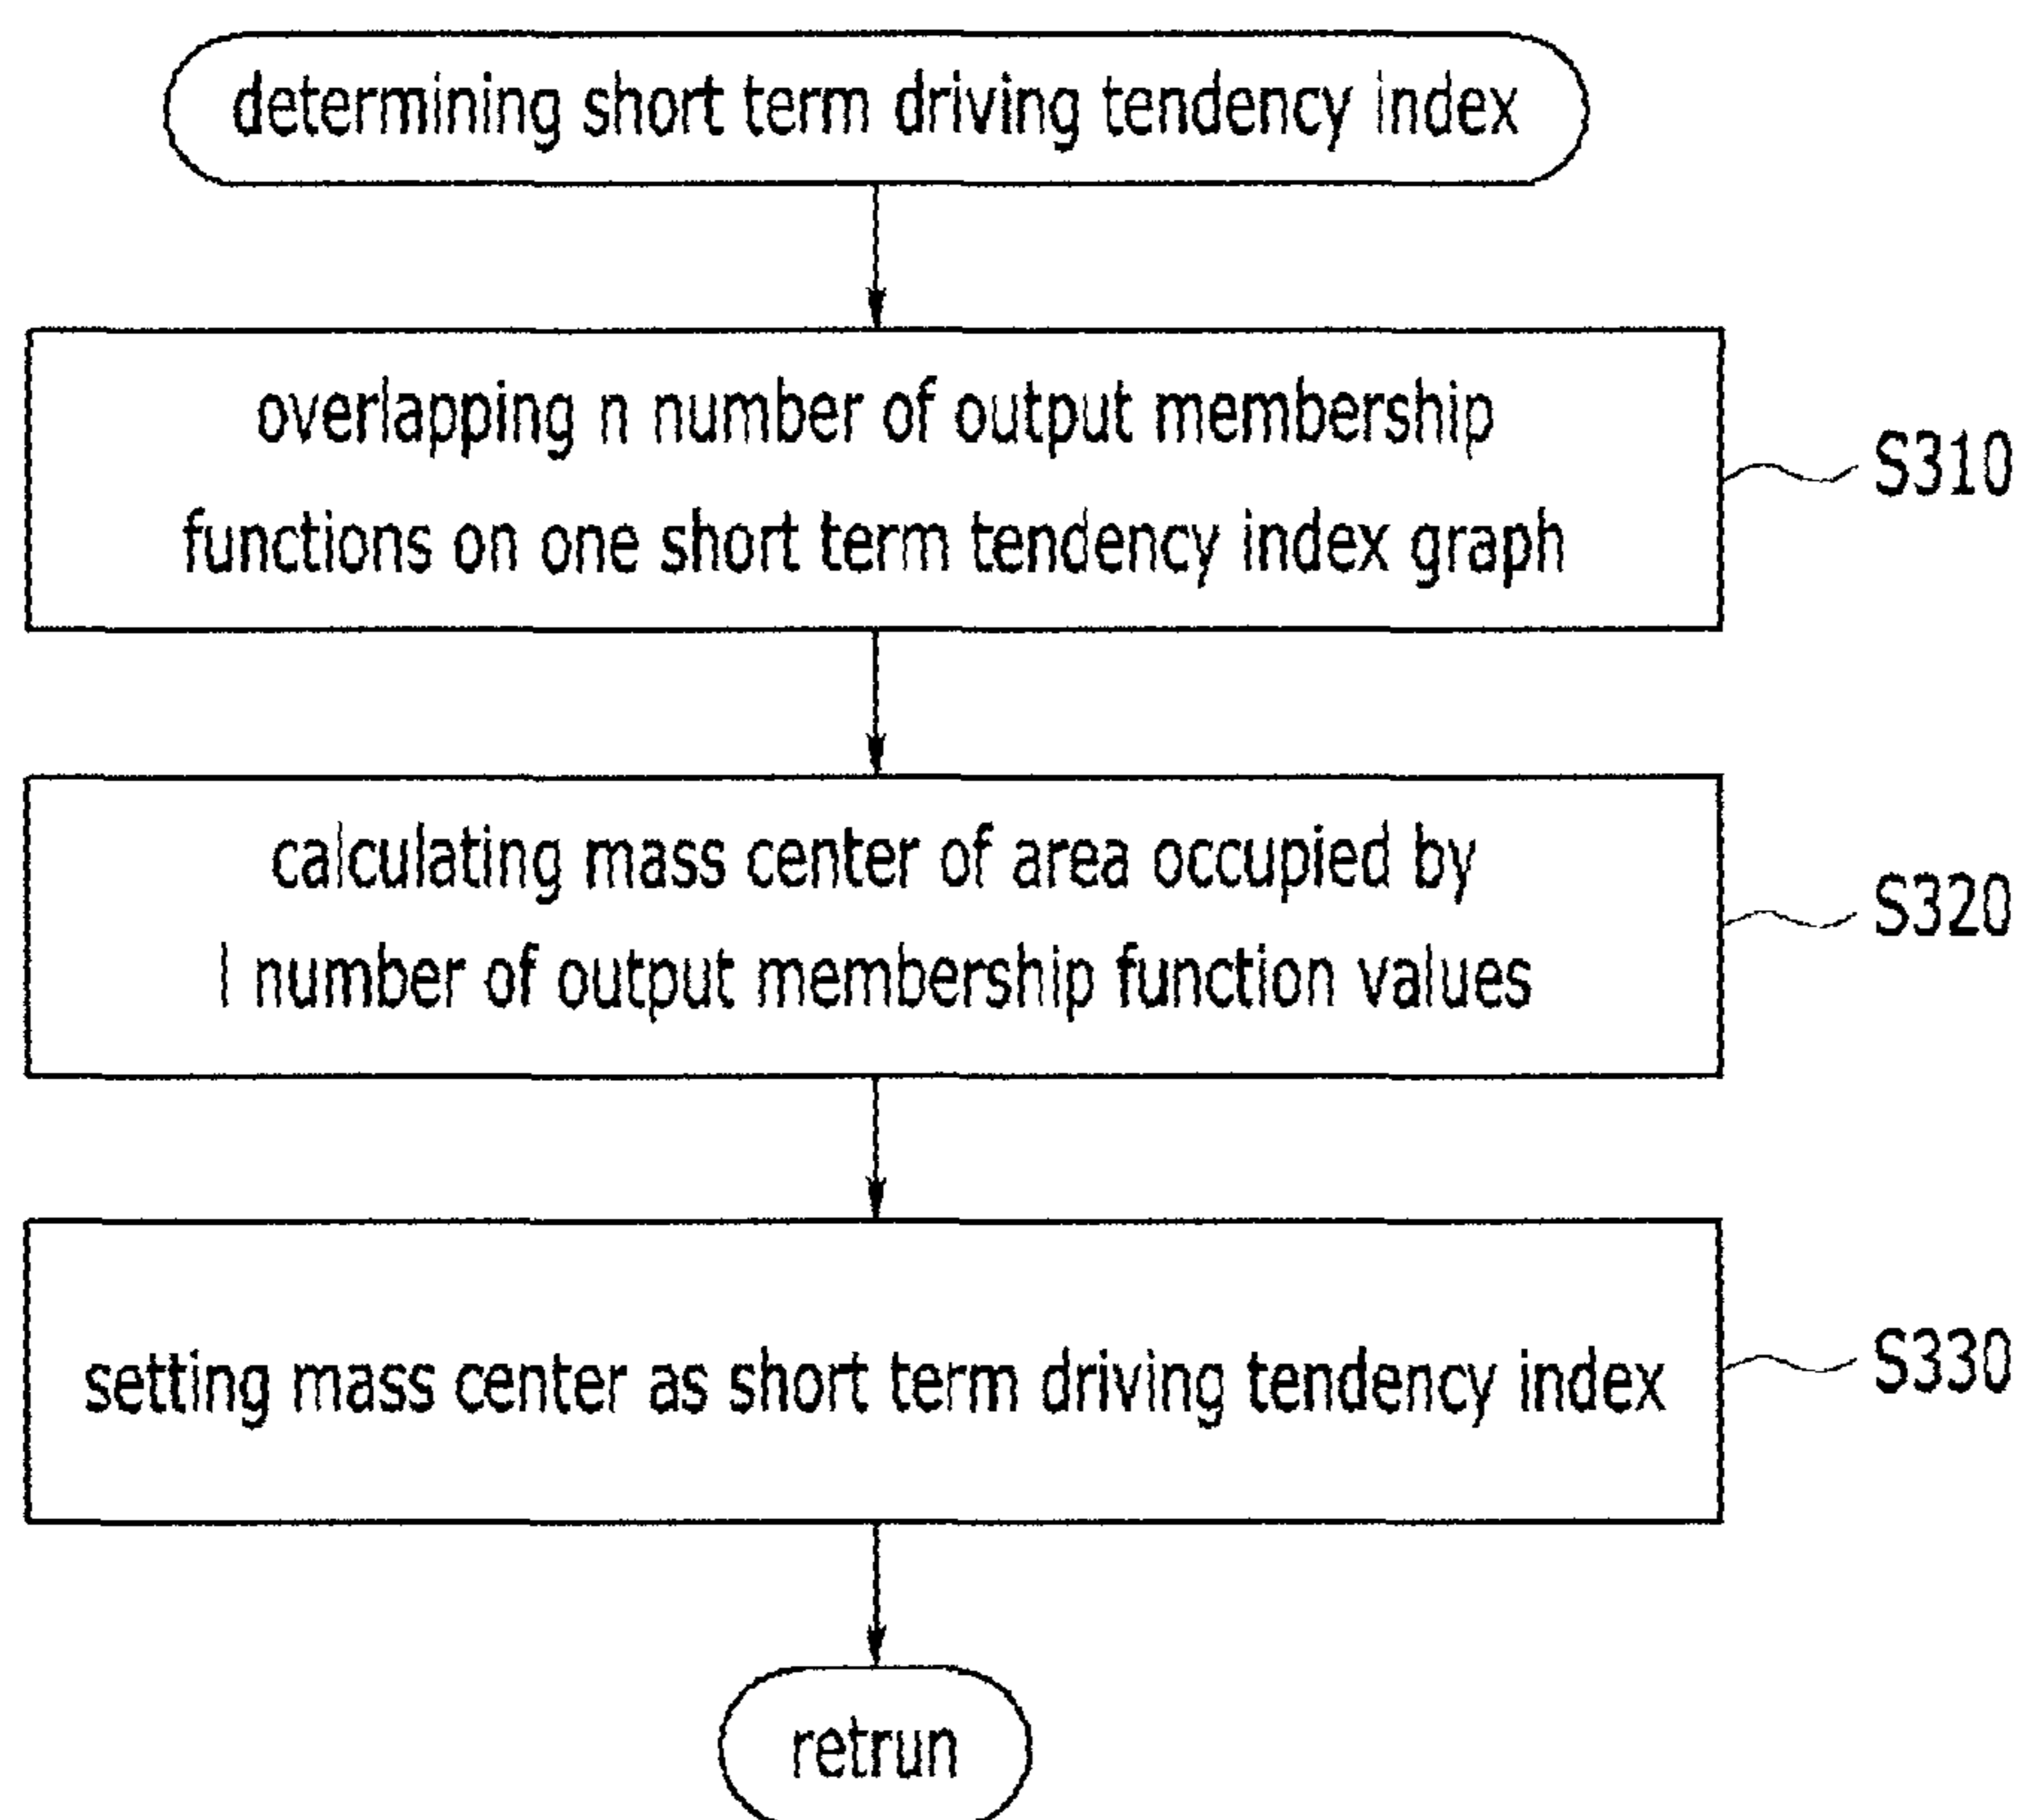 determining short term driving tendency index
overlapping n number of output membership
functions on one short term tendency index graph
S310
calculating mass center of area occupied by
l number of output membership function values
S320
setting mass center as short term driving tendency index
S330
retrun